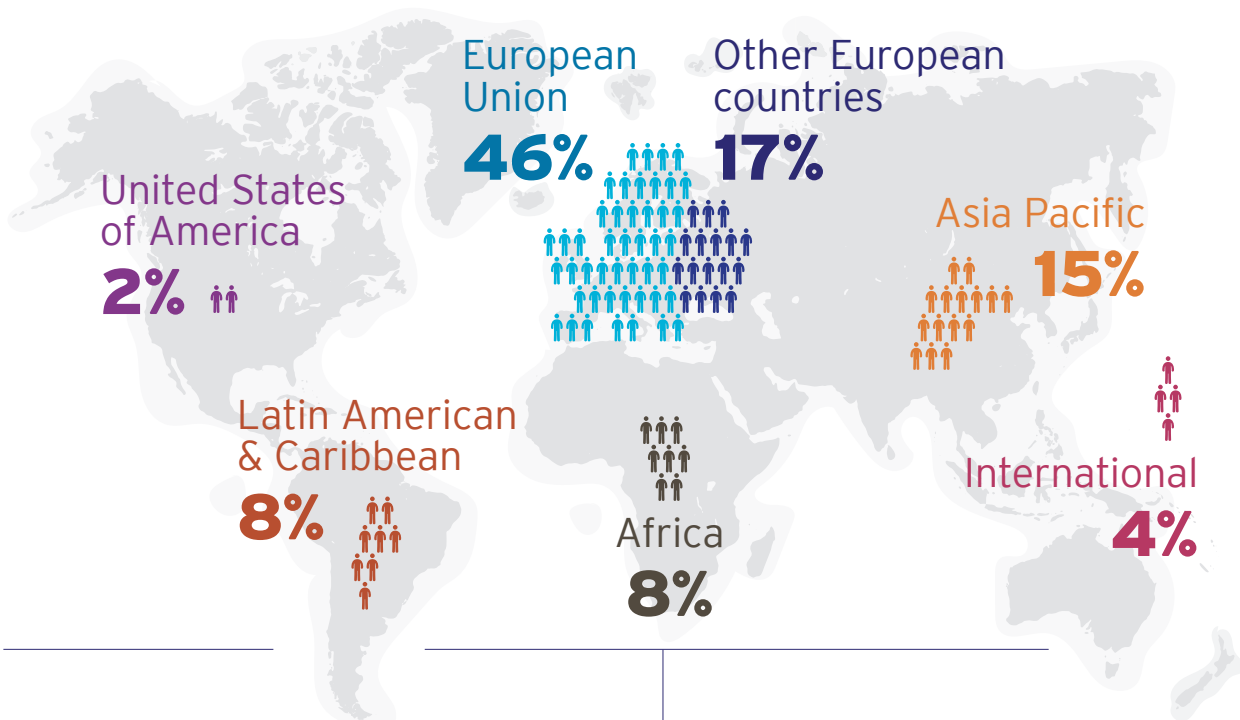 European
Union
46%
Other European
countries
17%
United States
of America
2%
Asia Pacific
15%
Latin American
& Caribbean
8%
Africa
8%
International
4%